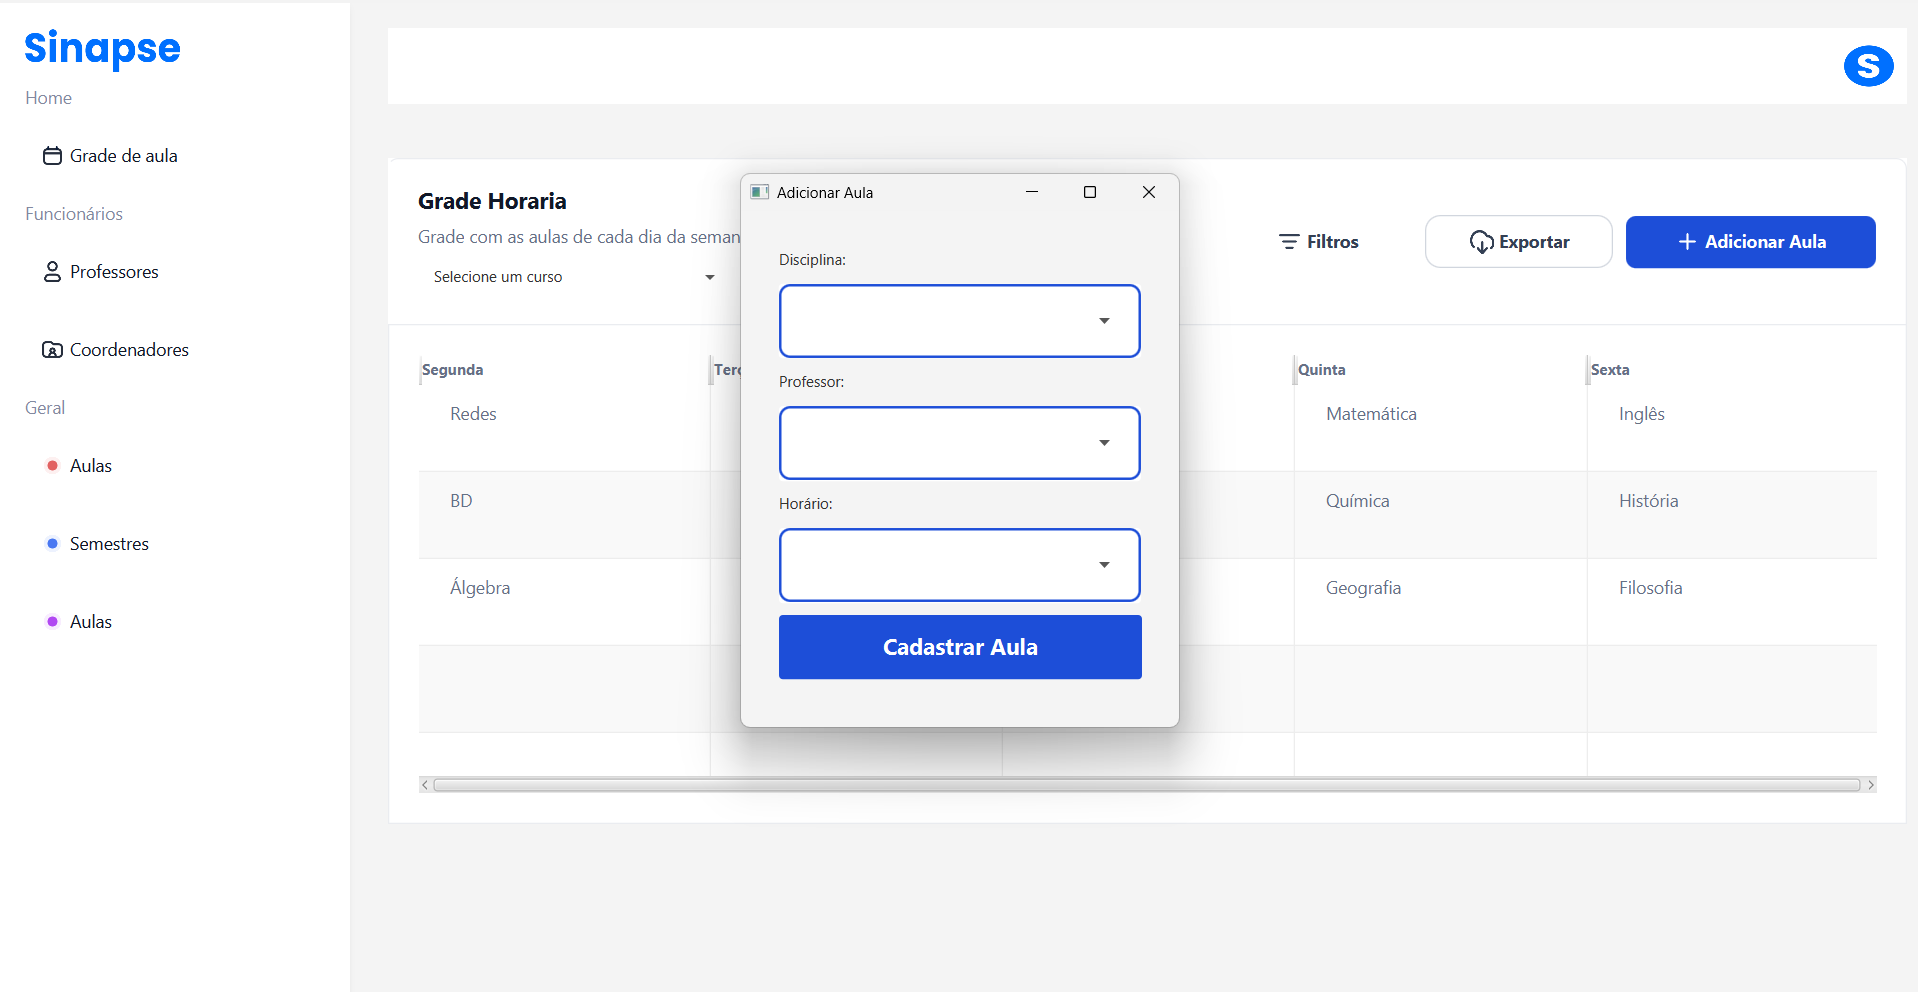 Sinapse
Home
Grade de aula
Funcionários
Professores
Coordenadores
Geral
Aulas
Semestres
Aulas
S
Grade Horaria
Grade com as aulas de cada dia da
Selecione um curso
Filtros
Exportar
Adicionar Aula
Segunda
Quinta
Sexta
Redes
Matemática
Inglês
BD
Química
História
Álgebra
Geografia
Filosofia
Adicionar Aula
Disciplina:
Professor:
Horário:
Cadastrar Aula